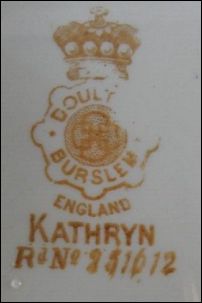 DOULT
BURSLEM
ENGLAND
KATHRYN
Rd No